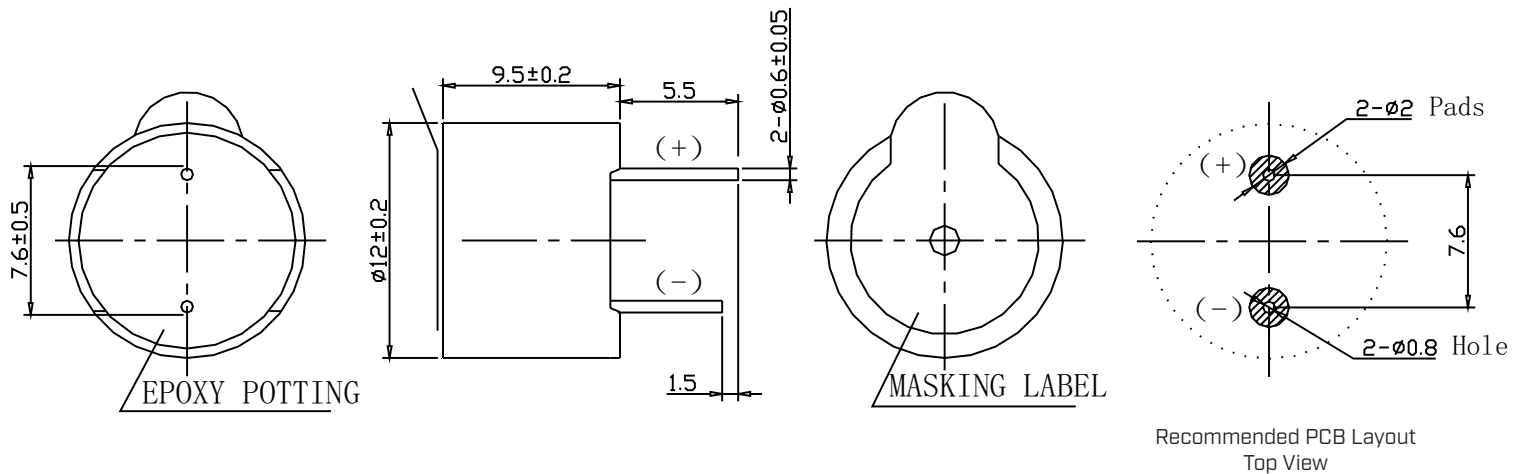 7.6±0.5
EPOXY POTTING
9.5±0.2
5.5
2-ø0.6±0.05
ø12±0.2
(+)
(-)
1.5
MASKING LABEL
2-ø2 Pads
(+)
7.6
(-)
2-ø0.8 Hole
Recommended PCB Layout
Top View